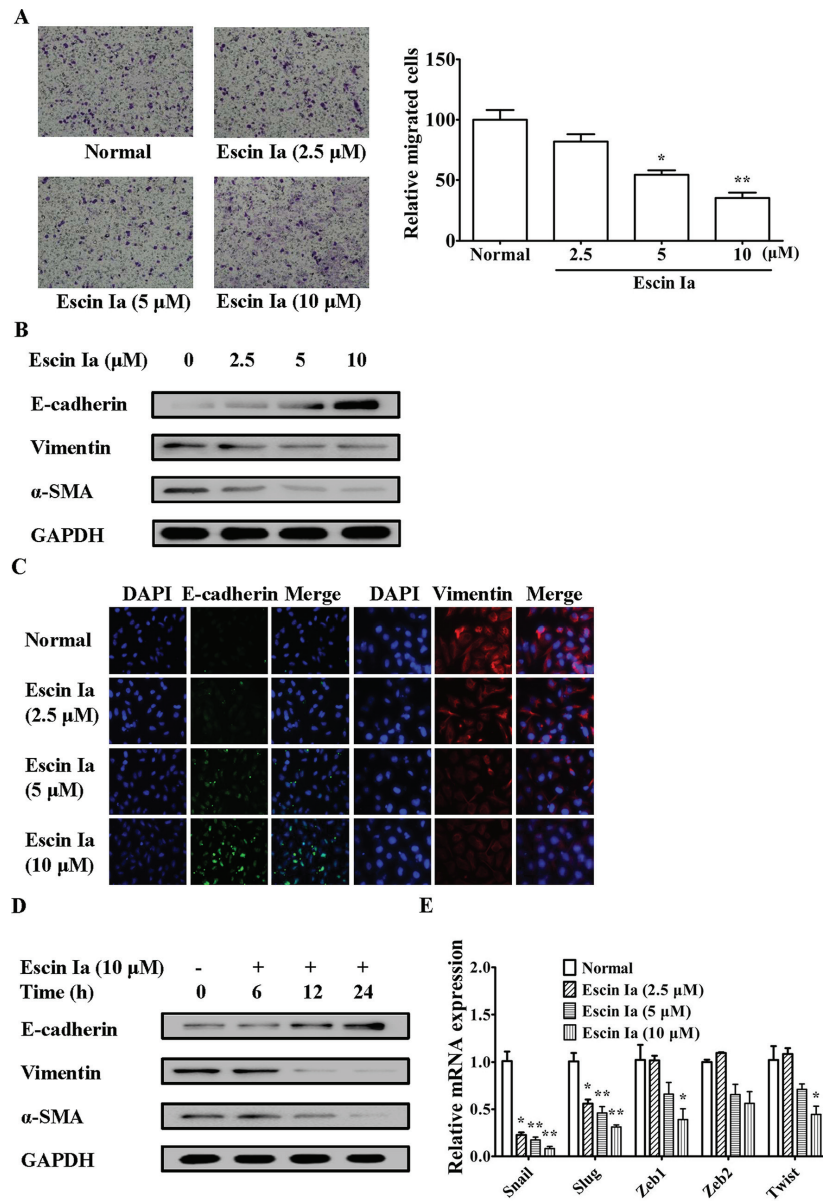 A
Normal
Escin Ia (2.5 μM)
Escin Ia (5 μM)
Escin Ia (10 μM)
Relative migrated cells
150
100
50
0
Normal
2.5
5
10
(μM)
*
**
Escin Ia
B
Escin Ia (μM) 0 2.5 5 10
E-cadherin
Vimentin
α-SMA
GAPDH
C
DAPI E-cadherin Merge DAPI Vimentin Merge
Normal
Escin Ia
(2.5 μM)
Escin Ia
(5 μM)
Escin Ia
(10 μM)
D
Escin Ia (10 μM) - + + +
Time (h) 0 6 12 24
E-cadherin
Vimentin
α-SMA
GAPDH
E
Relative mRNA expression
2.0
1.5
1.0
0.5
0.0
Normal
Escin Ia (2.5 μM)
Escin Ia (5 μM)
Escin Ia (10 μM)
* ** **
* ** **
*
*
Snail
Slug
Zeb1
Zeb2
Twist